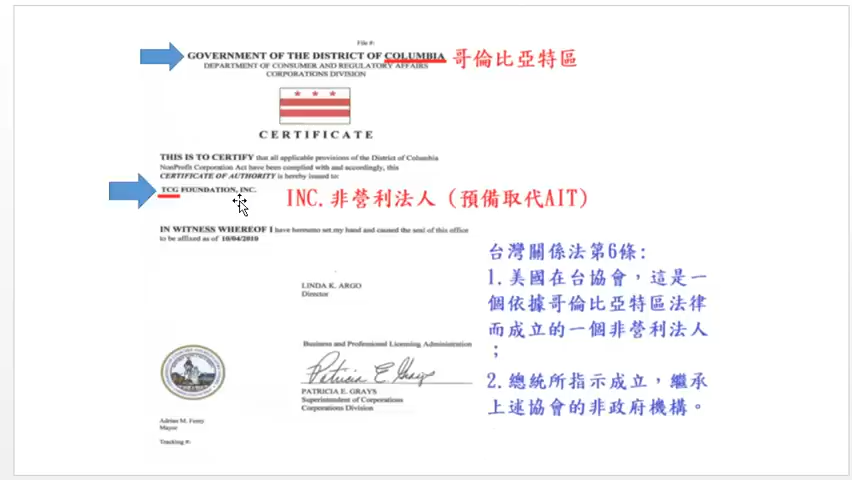 File #:
GOVERNMENT OF THE DISTRICT OF COLUMBIA 哥倫比亞特區
DEPARTMENT OF CONSUMER AND REGULATORY AFFAIRS
CORPORATIONS DIVISION
CERTIFICATE
THIS IS TO CERTIFY that all applicable provisions of the District of Columbia
NonProfit Corporation Act have been complied with and accordingly, this
CERTIFICATE OF AUTHORITY is hereby issued to:
TCG FOUNDATION, INC.
INC.非營利法人(預備取代AIT)
IN WITNESS WHEREOF I have hereunto set my hand and caused the seal of this office
to be affixed as of 10/04/2010
台灣關係法第6條:
1.美國在台協會，這是一
個依據哥倫比亞特區法律
而成立的一個非營利法人
；
2.總統所指示成立，繼承
上述協會的非政府機構。
LINDA K. ARGO
Director
Business and Professional Licensing Administration
Patricia E. Grays
PATRICIA E. GRAYS
Superintendent of Corporations
Corporations Division
Adrian M. Fenty
Mayor
Tracking #: